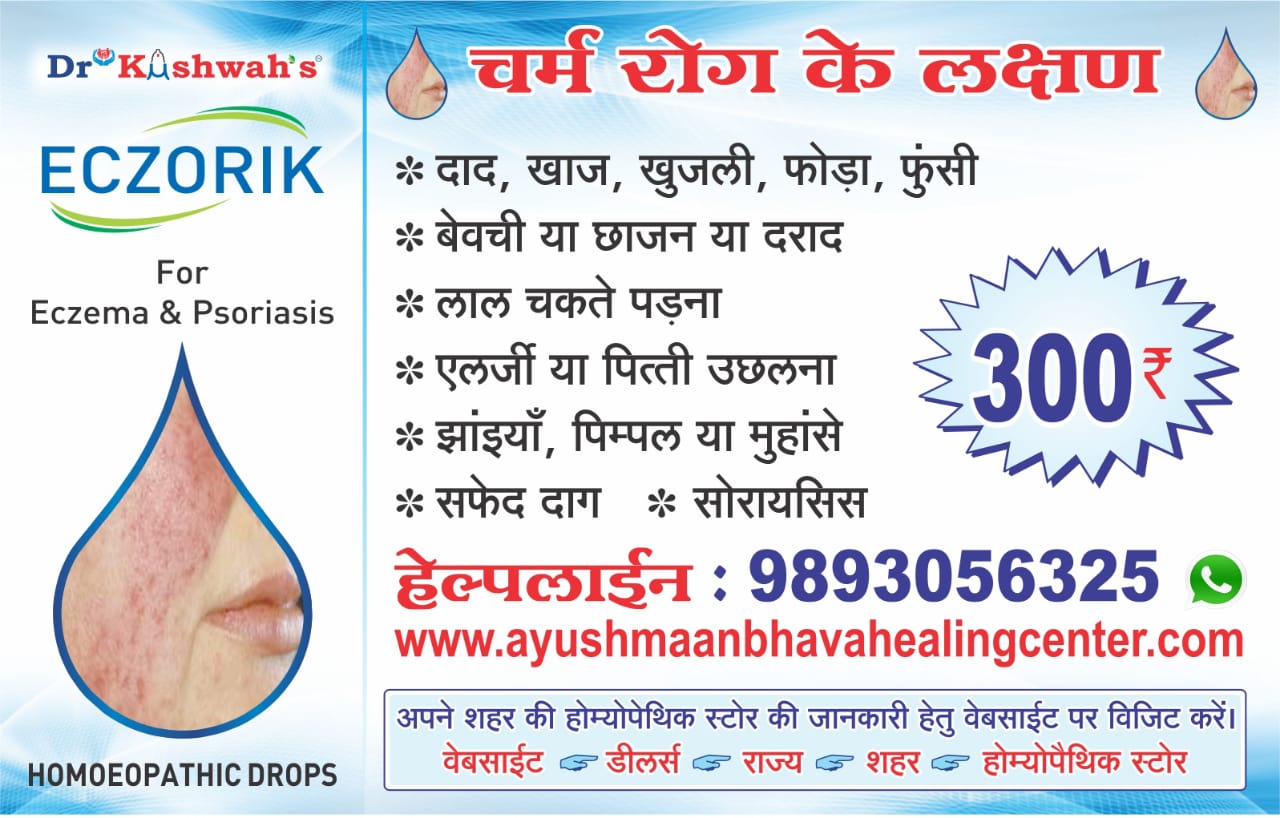 Dr Kushwah's
ECZORIK
For
Eczema & Psoriasis
HOMOEOPATHIC DROPS
चर्म रोग के लक्षण
* दाद, खाज, खुजली, फोड़ा, फुंसी
* बेवची या छाजन या दराद
* लाल चकते पड़ना
* एलर्जी या पित्ती उछलना
* झांइयाँ, पिम्पल या मुहांसे
* सफेद दाग * सोरायसिस
300₹
हेल्पलाईन : 9893056325
www.ayushmaanbhavahealingcenter.com
अपने शहर की होम्योपेथिक स्टोर की जानकारी हेतु वेबसाईट पर विजिट करें।
वेबसाईट ☞ डीलर्स ☞ राज्य ☞ शहर ☞ होम्योपैथिक स्टोर